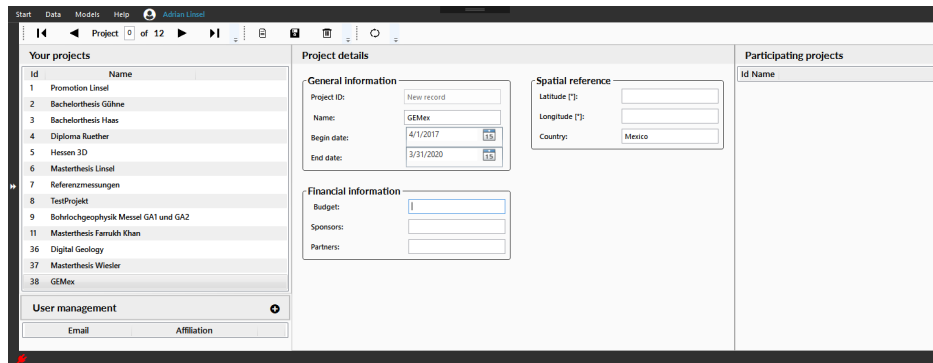 Start Data Models Help Adrian Linsel
Project 0 of 12
Your projects
Id Name
1 Promotion Linsel
2 Bachelorthesis Gühne
3 Bachelorthesis Haas
4 Diploma Ruether
5 Hessen 3D
6 Masterthesis Linsel
7 Referenzmessungen
8 TestProjekt
9 Bohrlochgeophysik Messel GA1 und GA2
11 Masterthesis Farrukh Khan
36 Digital Geology
37 Masterthesis Wiesler
38 GEMex
User management
Email Affiliation
Project details
General information
Project ID: New record
Name: GEMex
Begin date: 4/1/2017 15
End date: 3/31/2020 15
Financial information
Budget:
Sponsors:
Partners:
Spatial reference
Latitude [°]:
Longitude [°]:
Country: Mexico
Participating projects
Id Name